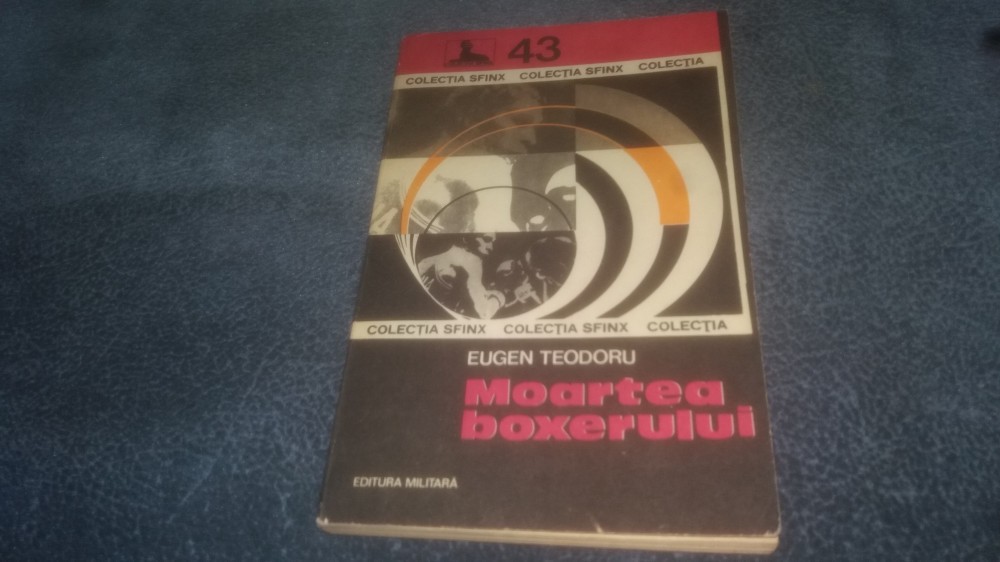 43
COLECȚIA SFINX COLECȚIA SFINX COLECȚIA
COLECȚIA SFINX COLECȚIA SFINX COLECȚIA
EUGEN TEODORU
Moartea
boxerului
EDITURA MILITARĂ